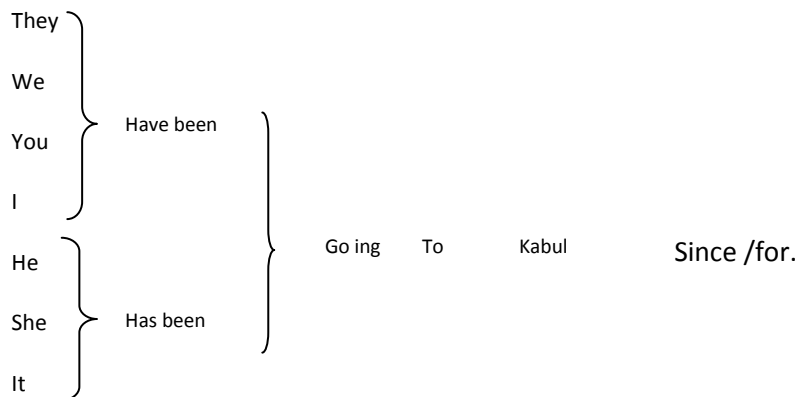 They
We
You
I
Have been
He
She
It
Has been
Go ing To Kabul Since /for.